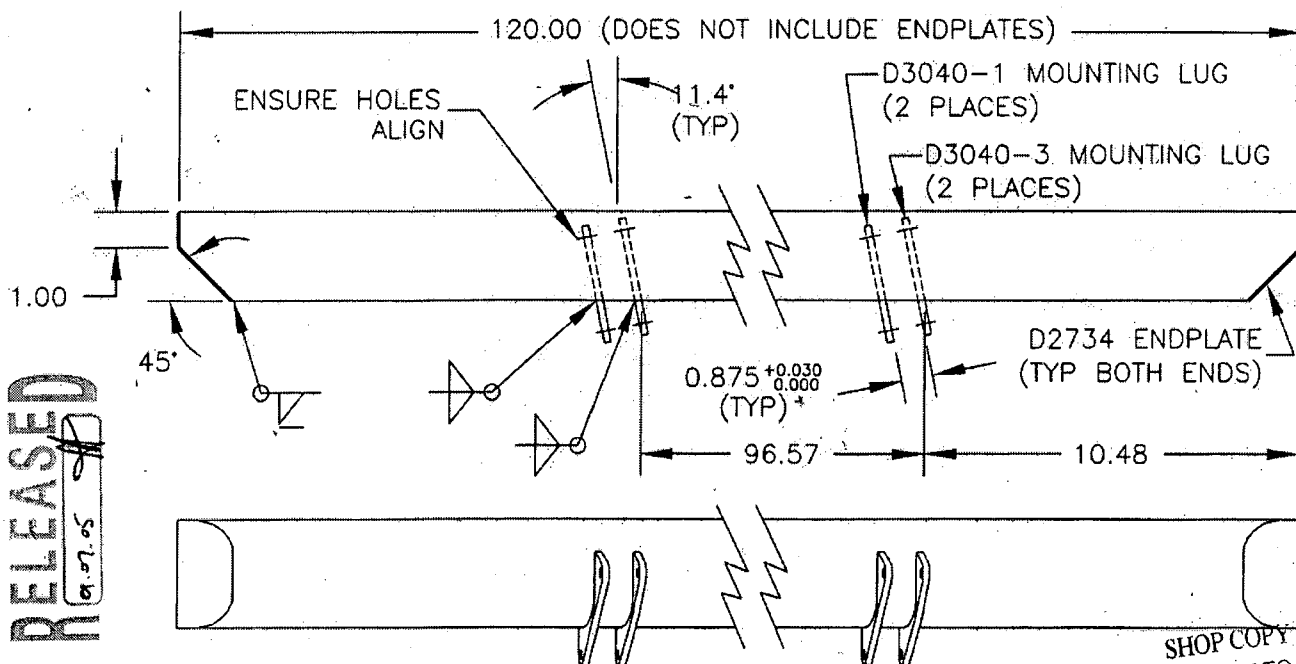 120.00 (DOES NOT INCLUDE ENDPLATES)
ENSURE HOLES
ALIGN
11.4°
(TYP)
D3040-1 MOUNTING LUG
(2 PLACES)
D3040-3 MOUNTING LUG
(2 PLACES)
1.00
45°
D2734 ENDPLATE
(TYP BOTH ENDS)
0.875 +0.030
0.000
(TYP)
96.57
10.48
RELEASED
SHOP COPY